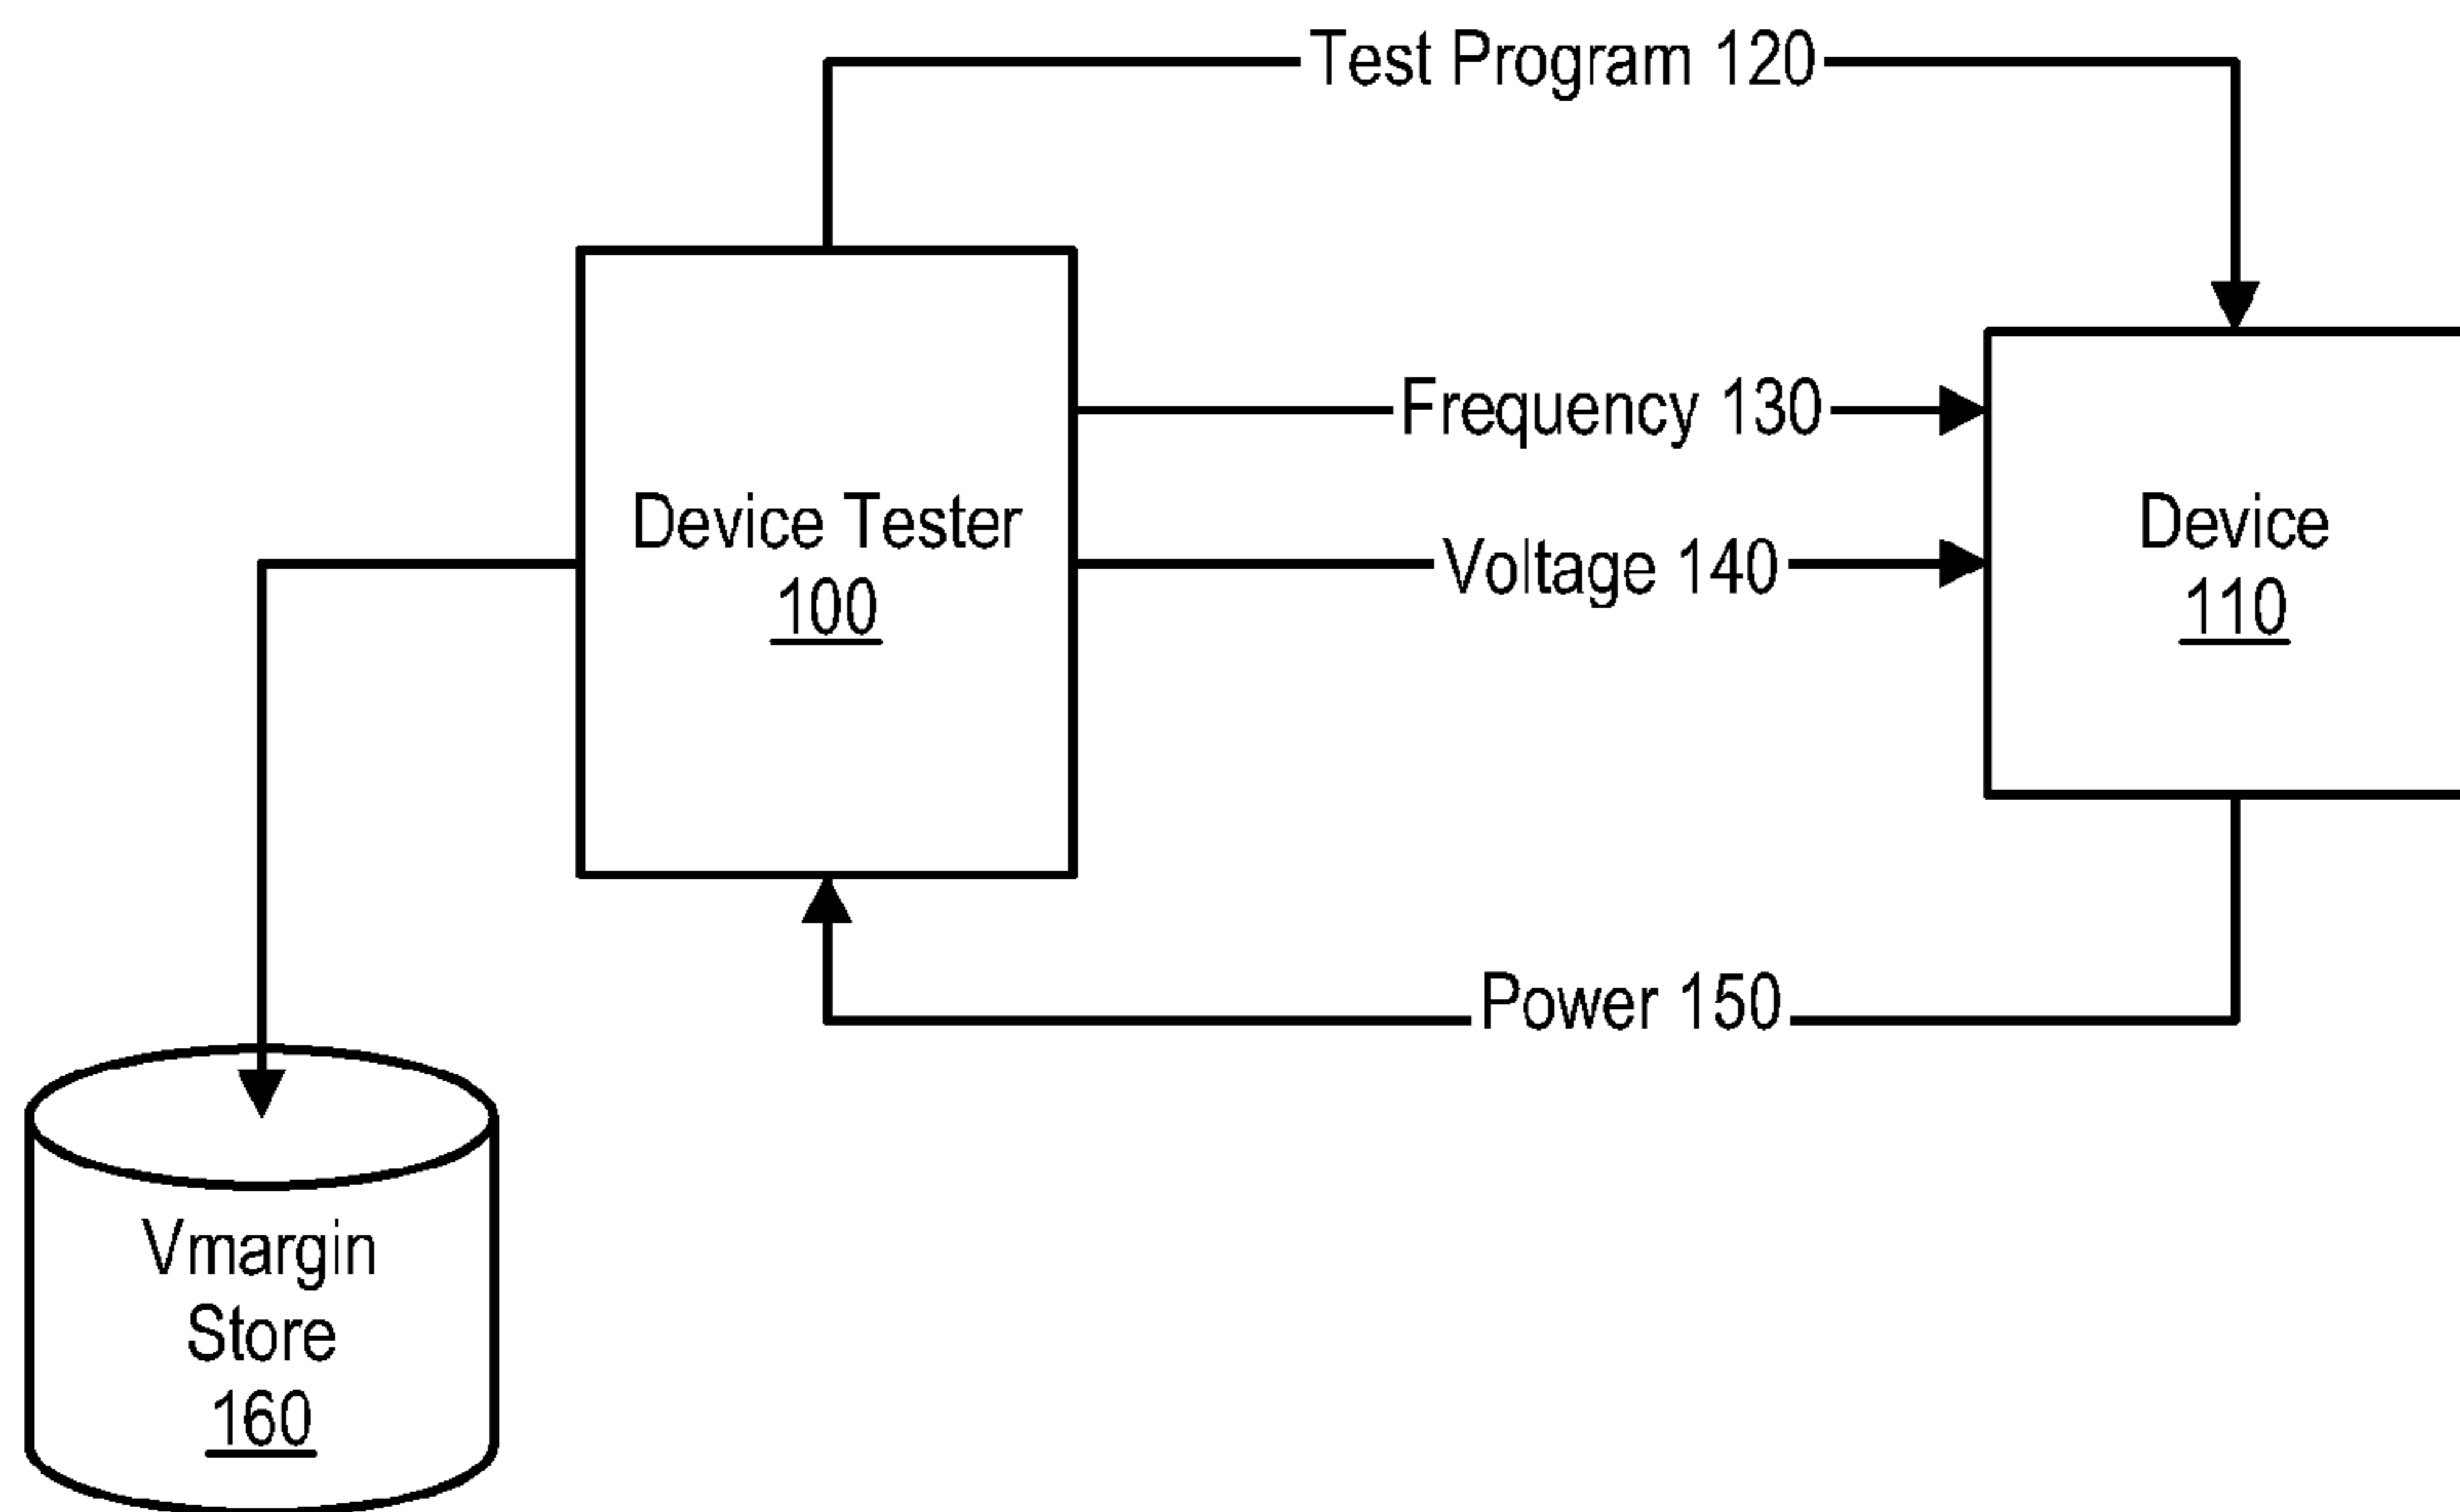 Test Program 120
Frequency 130
Device Tester
100
Voltage 140
Device
110
Power 150
Vmargin
Store
160